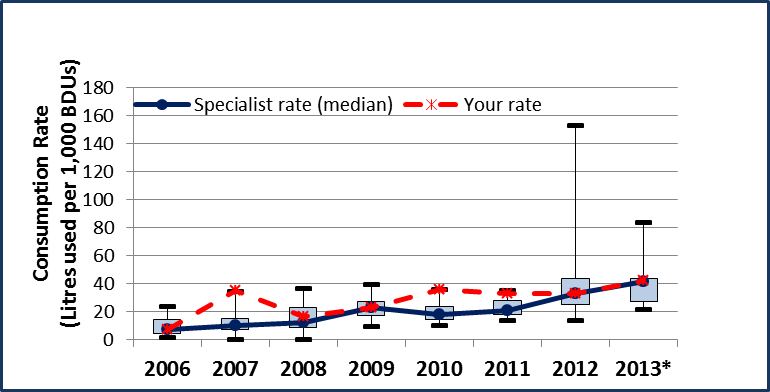 Consumption Rate
(Litres used per 1,000 BDUs)
180
160
140
120
100
80
60
40
20
0
Specialist rate (median) Your rate
2006 2007 2008 2009 2010 2011 2012 2013*